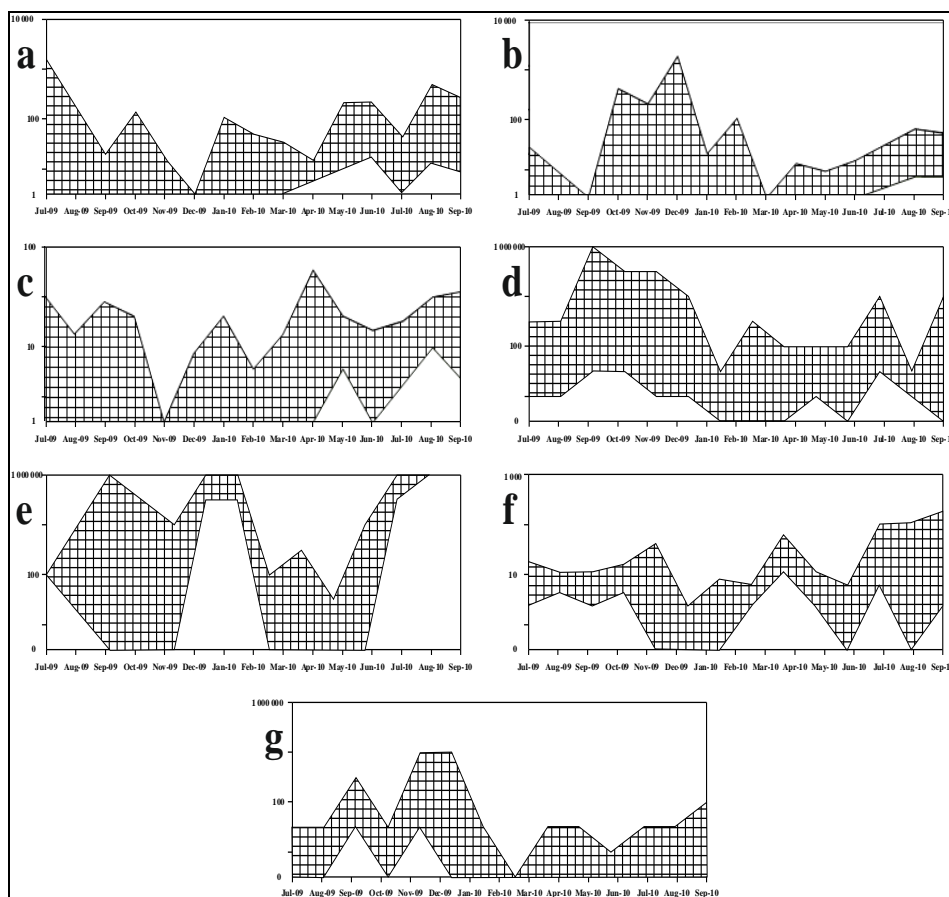 10 000
a
100
1
Jul-09 Aug-09 Sep-09 Oct-09 Nov-09 Dec-09 Jan-10 Feb-10 Mar-10 Apr-10 May-10 Jun-10 Jul-10 Aug-10 Sep-10
10 000
b
100
1
Jul-09 Aug-09 Sep-09 Oct-09 Nov-09 Dec-09 Jan-10 Feb-10 Mar-10 Apr-10 May-10 Jun-10 Jul-10 Aug-10 Sep-1
100
c
10
1
Jul-09 Aug-09 Sep-09 Oct-09 Nov-09 Dec-09 Jan-10 Feb-10 Mar-10 Apr-10 May-10 Jun-10 Jul-10 Aug-10 Sep-10
1 000 000
d
100
0
Jul-09 Aug-09 Sep-09 Oct-09 Nov-09 Dec-09 Jan-10 Feb-10 Mar-10 Apr-10 May-10 Jun-10 Jul-10 Aug-10 Sep-1
1 000 000
e
100
0
Jul-09 Aug-09 Sep-09 Oct-09 Nov-09 Dec-09 Jan-10 Feb-10 Mar-10 Apr-10 May-10 Jun-10 Jul-10 Aug-10 Sep-10
1 000
f
10
0
Jul-09 Aug-09 Sep-09 Oct-09 Nov-09 Dec-09 Jan-10 Feb-10 Mar-10 Apr-10 May-10 Jun-10 Jul-10 Aug-10 Sep-1
1 000 000
g
100
0
Jul-09 Aug-09 Sep-09 Oct-09 Nov-09 Dec-09 Jan-10 Feb-10 Mar-10 Apr-10 May-10 Jun-10 Jul-10 Aug-10 Sep-10